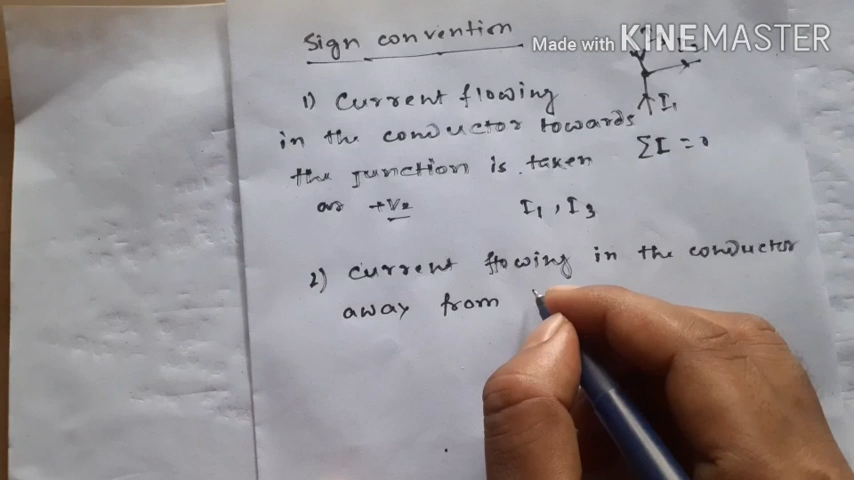 Sign convention
Made with KINEMASTER
1) Current flowing
in the conductor towards
the junction is taken
as +Ve
I₁, I₃
I₁
ΣI = 0
2) Current flowing in the conductor
away from